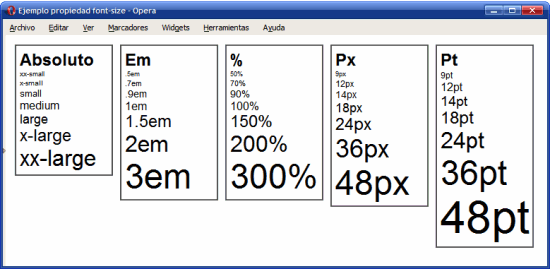 Ejemplo propiedad font-size - Opera
Archivo Editar Ver Marcadores Widgets Herramientas Ayuda
Absoluto
xx-small
x-small
small
medium
large
x-large
xx-large
Em
.5em
.7em
.9em
1em
1.5em
2em
3em
%
50%
70%
90%
100%
150%
200%
300%
Px
9px
12px
14px
18px
24px
36px
48px
Pt
9pt
12pt
14pt
18pt
24pt
36pt
48pt